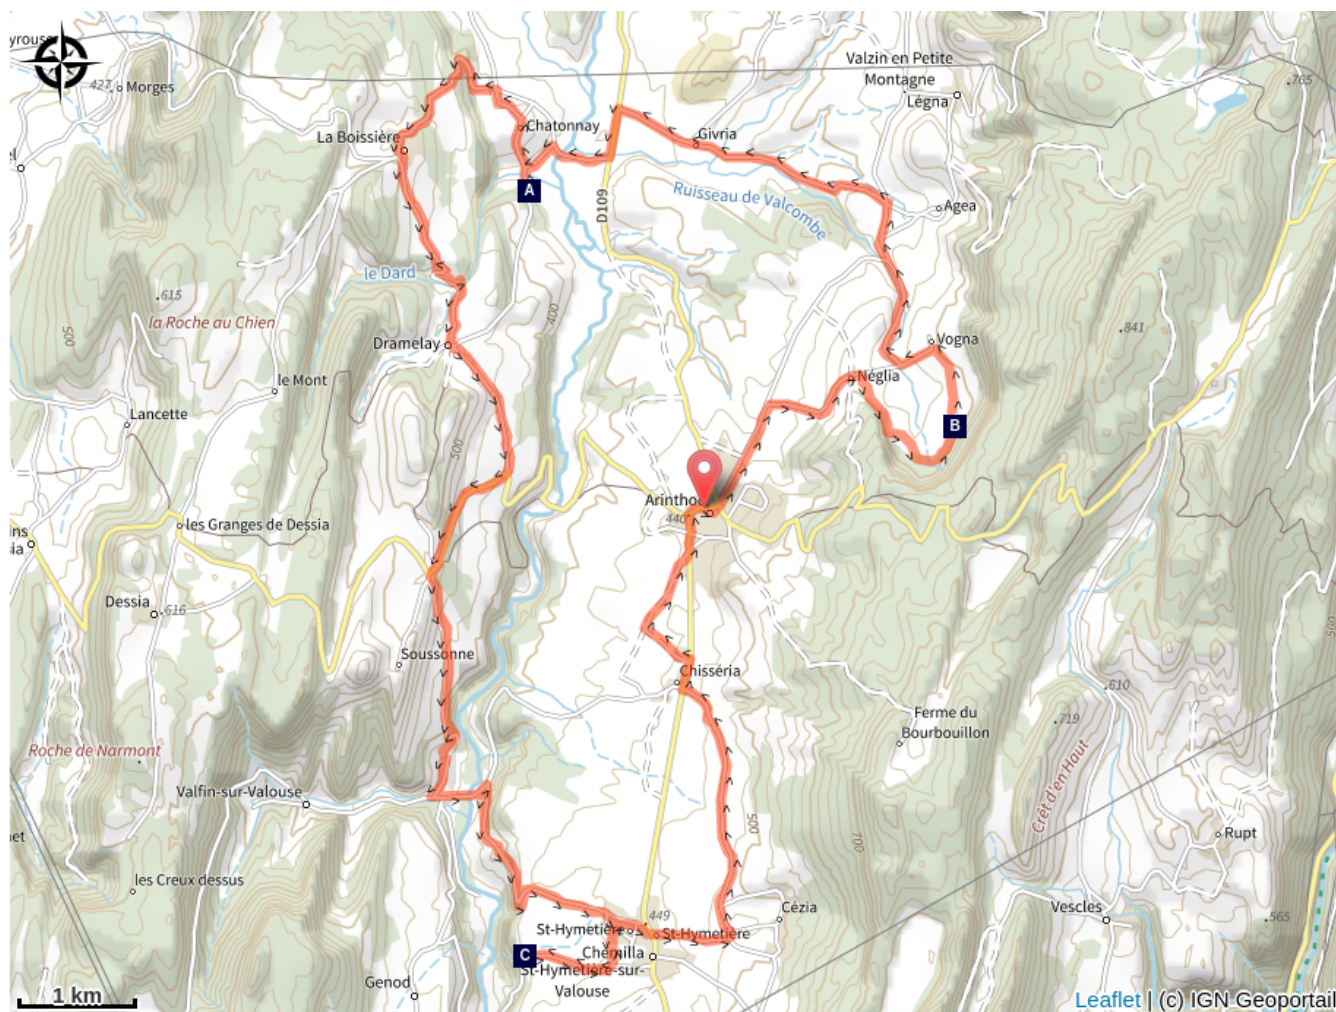 Valzin en Petite
Montagne
Légna
765
427
Morges
Chatonnay
La Boissière
Givria
A
Ruisseau de Valcombe
D109
Agea
le Dard
615
la Roche au Chien
400
841
500
Dramelay
Vogna
le Mont
Néglia
Lancette
B
500
440
les Granges de Dessia
Dessia
616
Soussonne
Chisséria
610
Ferme du
Bourbouillon
719
Roche de Narmont
Crêt d'en Haut
Valfin-sur-Valouse
500
700
Rupt
les Creux dessus
Cézia
Vescles
449
565
St-Hymetière
St-Hymetière
Chemilla
C
St-Hymetière-sur-
Valouse
Genod
1 km
Leaflet | (c) IGN Geoportail